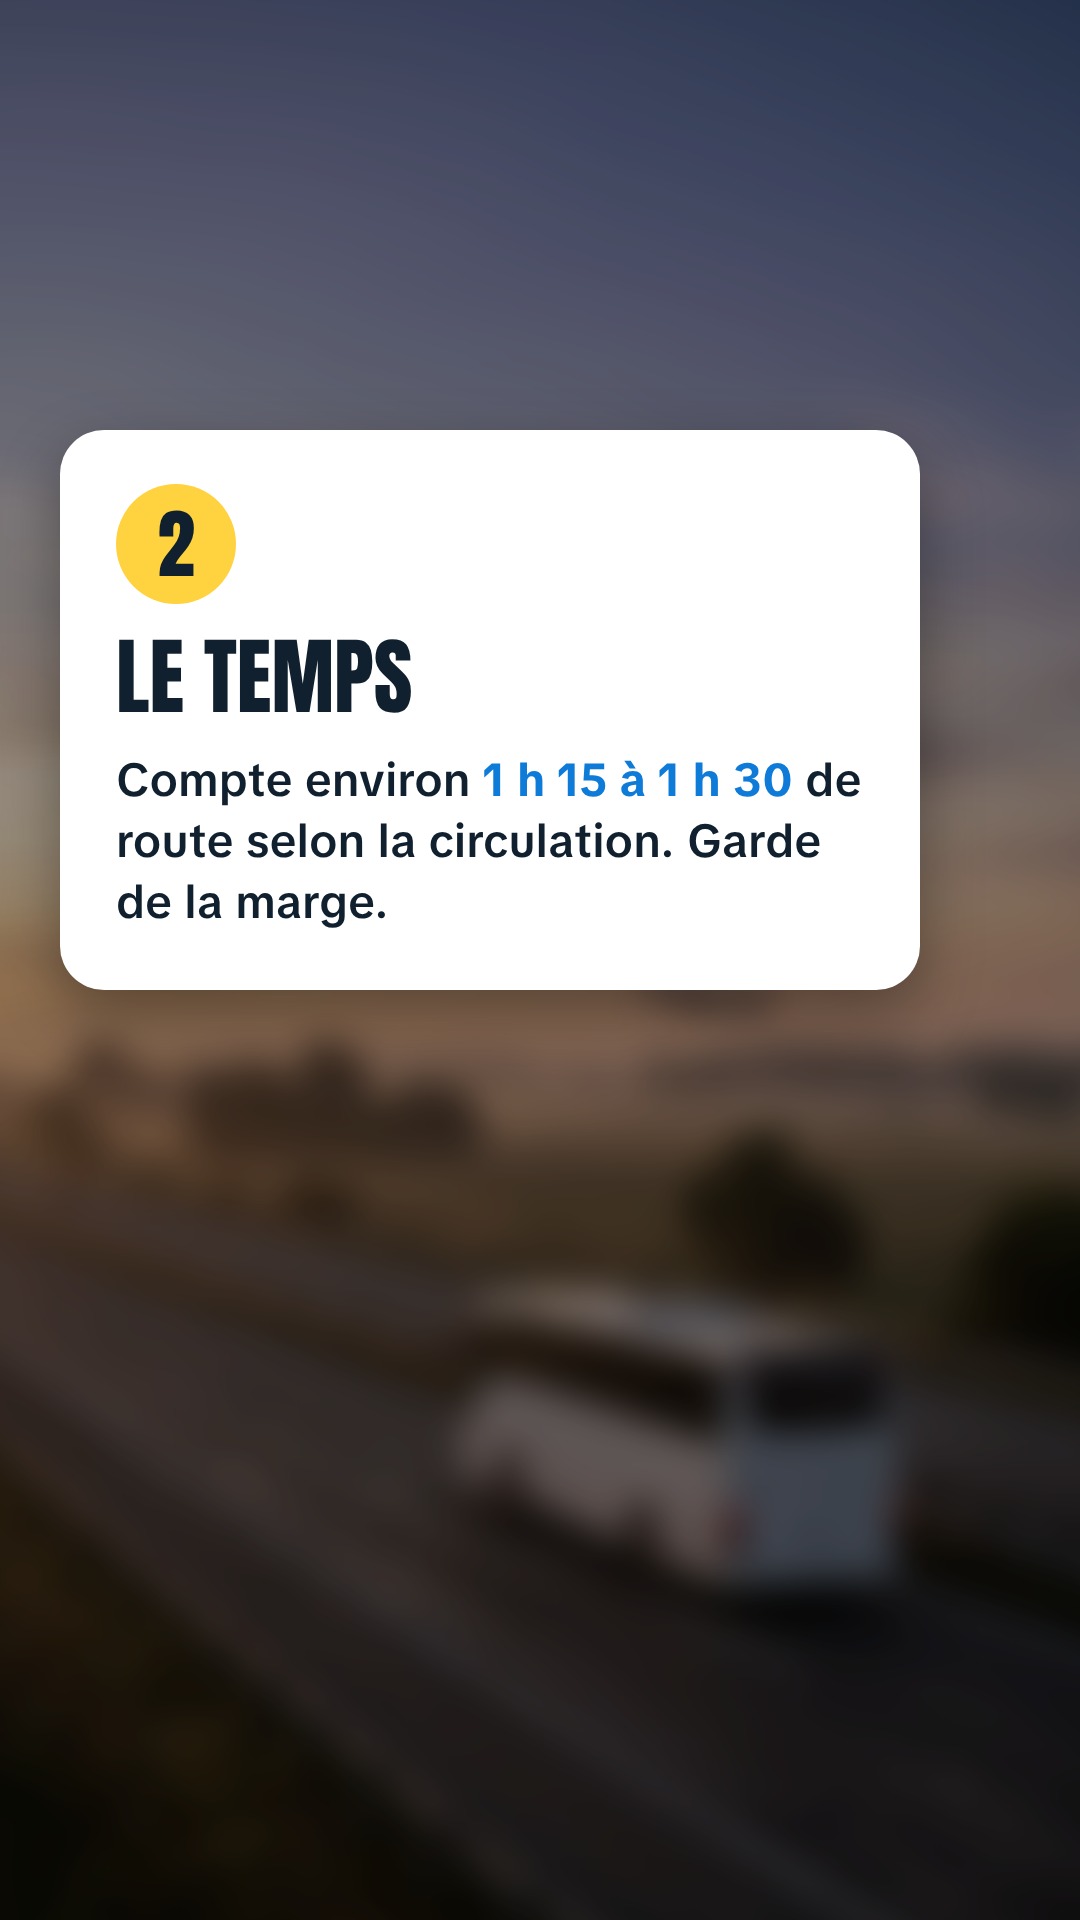 2
LE TEMPS
Compte environ 1 h 15 à 1 h 30 de
route selon la circulation. Garde
de la marge.